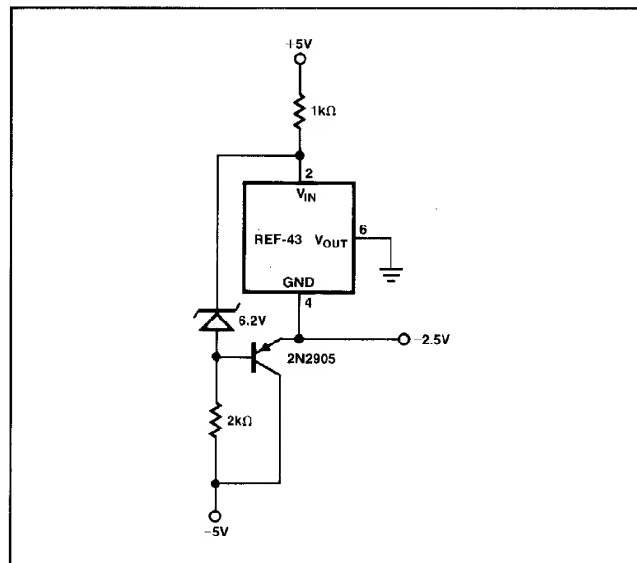 +5V
1kΩ
2
VIN
REF-43 VOUT
6
GND
4
6.2V
2N2905
−2.5V
2kΩ
−5V